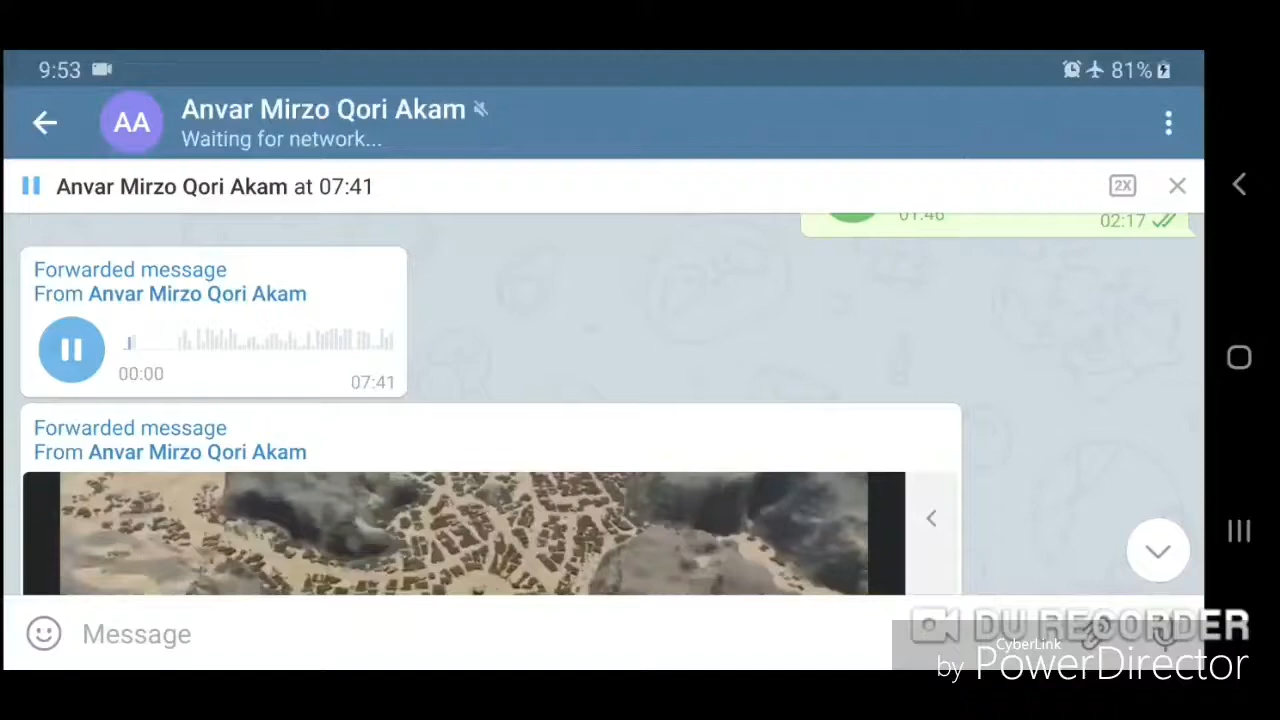 9:53
81%
AA
Anvar Mirzo Qori Akam
Waiting for network...
Anvar Mirzo Qori Akam at 07:41
2X
01:46
02:17
Forwarded message
From Anvar Mirzo Qori Akam
00:00
07:41
Forwarded message
From Anvar Mirzo Qori Akam
Message
DU RECORDER
CyberLink
by PowerDirector